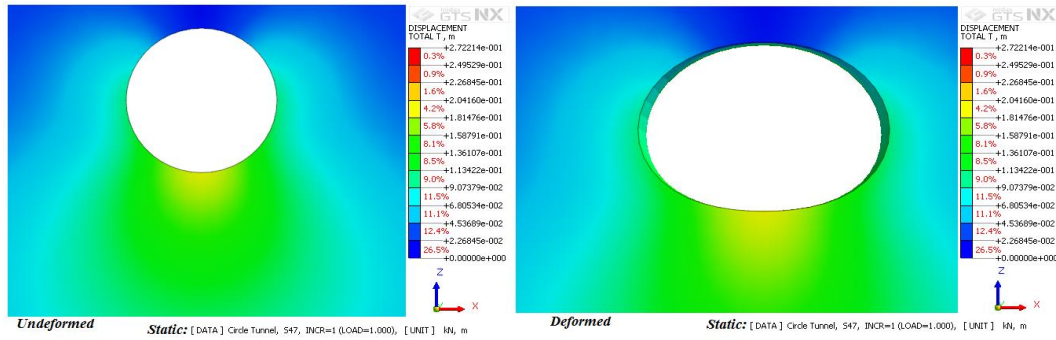 GTS NX
DISPLACEMENT
TOTAL T , m
+2.72214e-001
0.3%
+2.49529e-001
0.9%
+2.26845e-001
1.6%
+2.04160e-001
4.2%
+1.81476e-001
5.8%
+1.58791e-001
8.1%
+1.36107e-001
8.5%
+1.13422e-001
9.0%
+9.07379e-002
11.5%
+6.80534e-002
11.1%
+4.53689e-002
12.4%
+2.26845e-002
26.5%
+0.00000e+000
Z
X
Undeformed
Static: [ DATA ] Circle Tunnel, S47, INCR=1 (LOAD=1.000), [ UNIT ] kN, m
GTS NX
DISPLACEMENT
TOTAL T , m
+2.72214e-001
0.3%
+2.49529e-001
0.9%
+2.26845e-001
1.6%
+2.04160e-001
4.2%
+1.81476e-001
5.8%
+1.58791e-001
8.1%
+1.36107e-001
8.5%
+1.13422e-001
9.0%
+9.07379e-002
11.5%
+6.80534e-002
11.1%
+4.53689e-002
12.4%
+2.26845e-002
26.5%
+0.00000e+000
Z
X
Deformed
Static: [ DATA ] Circle Tunnel, S47, INCR=1 (LOAD=1.000), [ UNIT ] kN, m